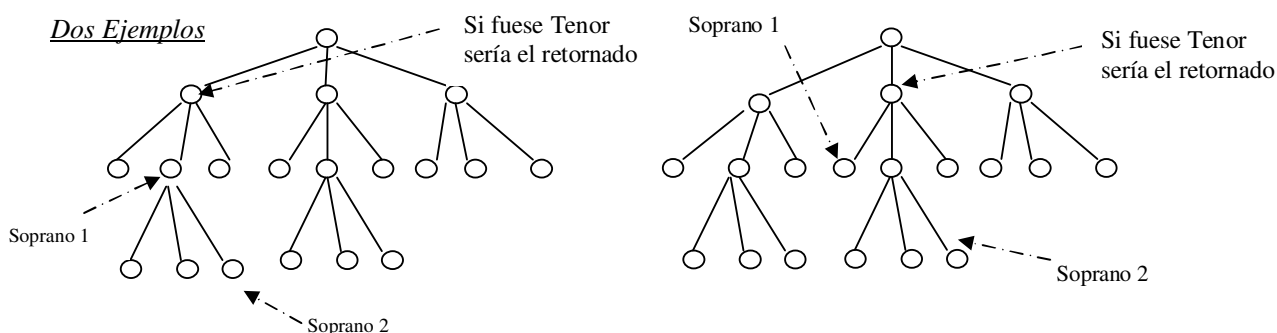 Dos Ejemplos
Si fuese Tenor
sería el retornado
Soprano 1
Soprano 2
Soprano 1
Si fuese Tenor
sería el retornado
Soprano 2